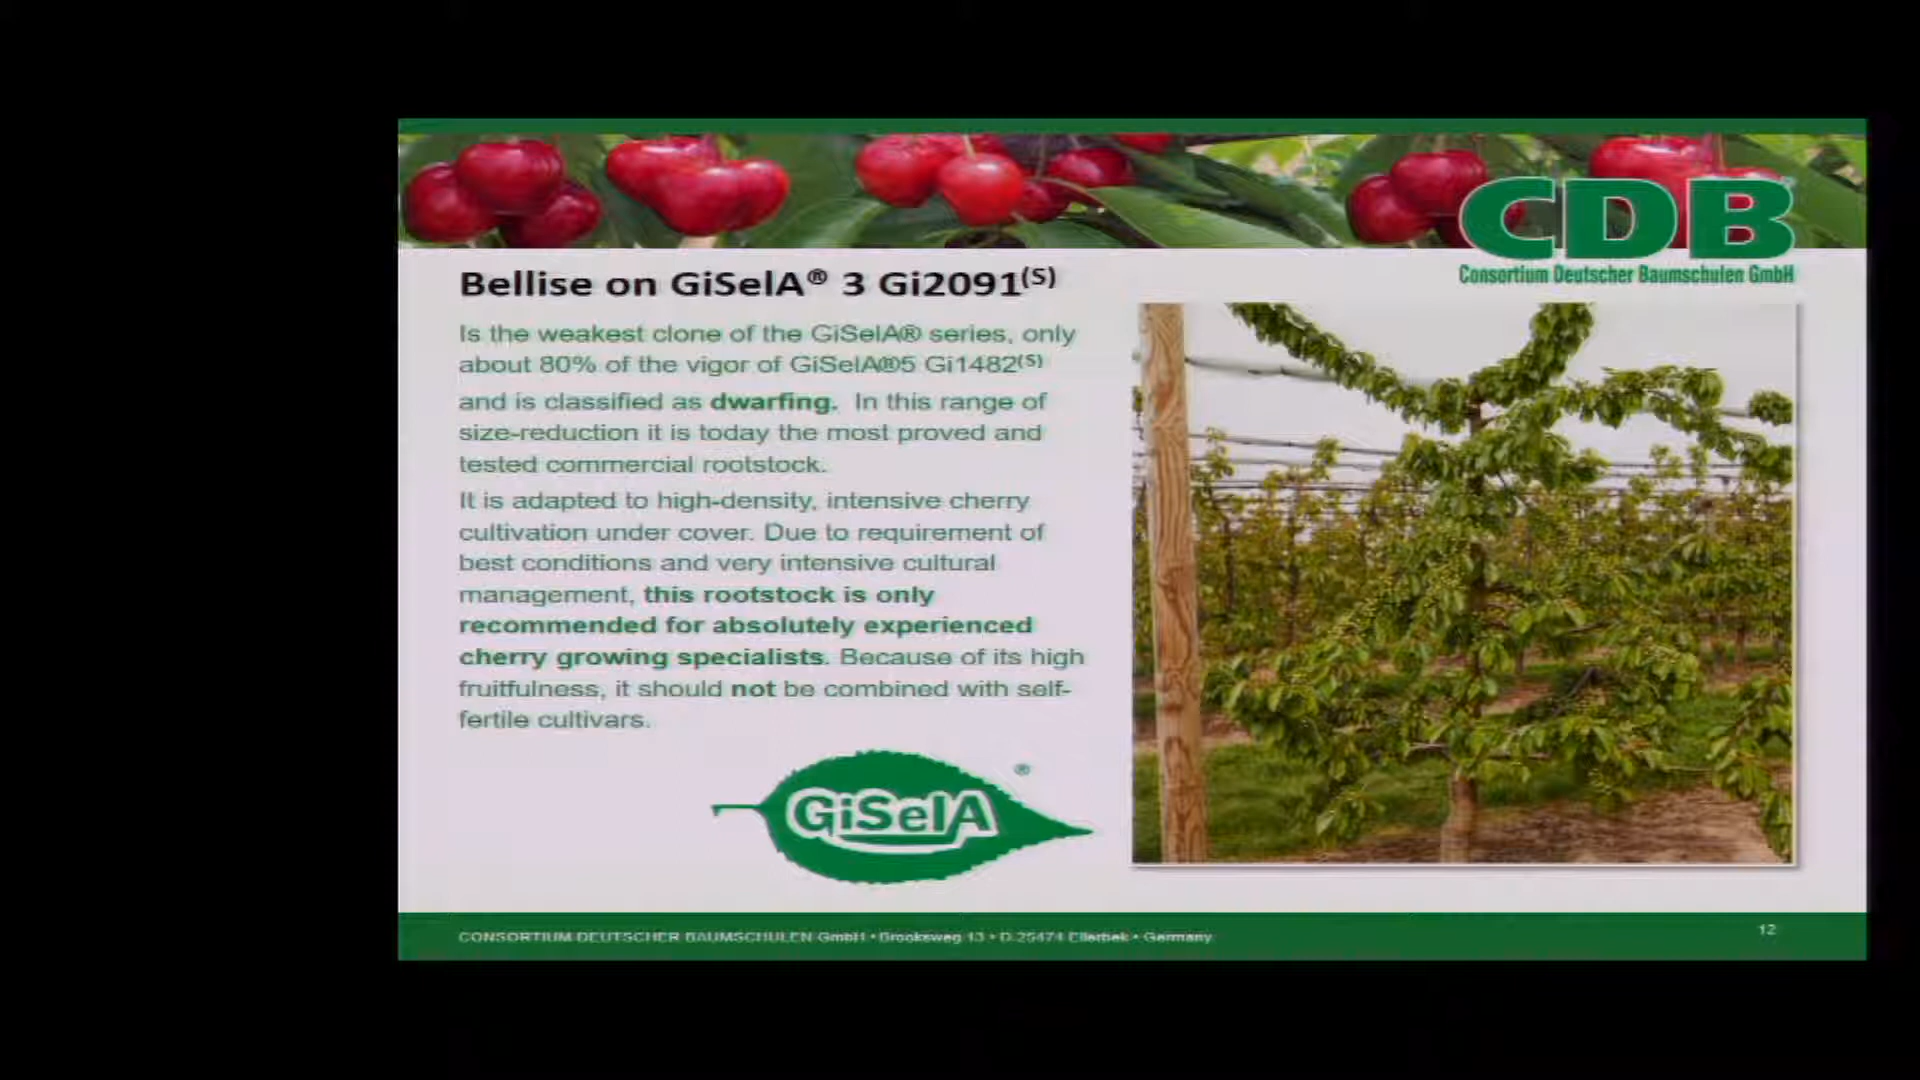 CDB
Consortium Deutscher Baumschulen GmbH
Bellise on GiSelA® 3 Gi2091(S)
Is the weakest clone of the GiSelA® series, only
about 80% of the vigor of GiSelA®5 Gi1482(S)
and is classified as dwarfing. In this range of
size-reduction it is today the most proved and
tested commercial rootstock.
It is adapted to high-density, intensive cherry
cultivation under cover. Due to requirement of
best conditions and very intensive cultural
management, this rootstock is only
recommended for absolutely experienced
cherry growing specialists. Because of its high
fruitfulness, it should not be combined with self-
fertile cultivars.
GiSelA ®
CONSORTIUM DEUTSCHER BAUMSCHULEN GmbH • Brooksweg 13 • D-25474 Ellerbek • Germany
12